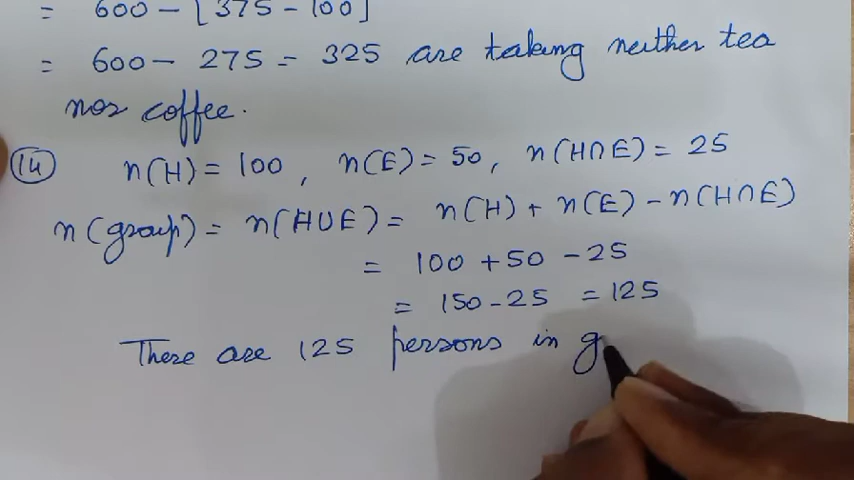 = 600 - [375 - 100]
= 600 - 275 = 325 are taking neither tea
nor coffee.
(14) n(H) = 100, n(E) = 50, n(H∩E) = 25
n(group) = n(H∪E) = n(H) + n(E) - n(H∩E)
= 100 + 50 - 25
= 150 - 25 = 125
There are 125 persons in g